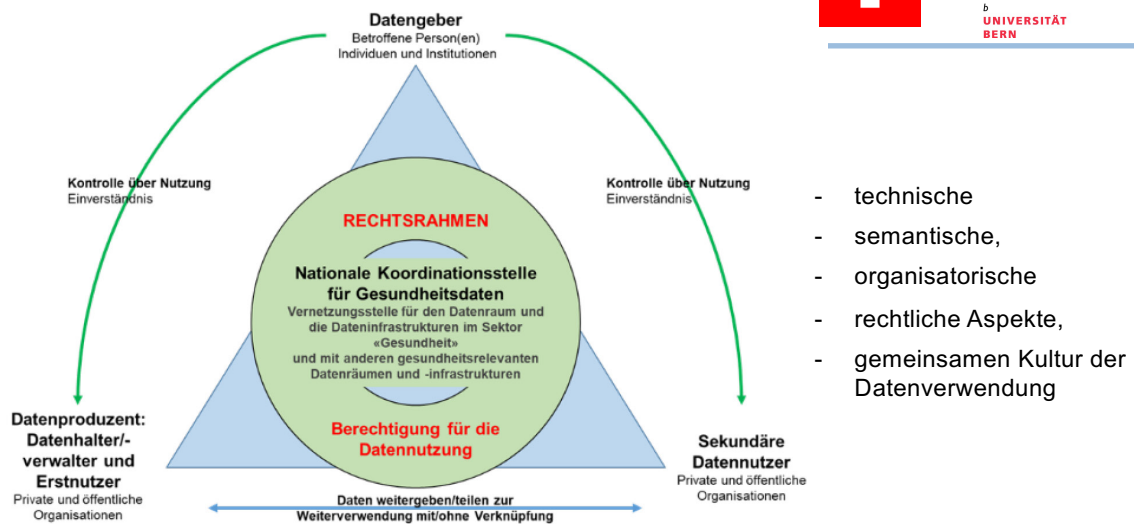 b
UNIVERSITÄT
BERN
Datengeber
Betroffene Person(en)
Individuen und Institutionen
Kontrolle über Nutzung
Einverständnis
Kontrolle über Nutzung
Einverständnis
RECHTSRAHMEN
Nationale Koordinationsstelle
für Gesundheitsdaten
Vernetzungsstelle für den Datenraum und
die Dateninfrastrukturen im Sektor
«Gesundheit»
und mit anderen gesundheitsrelevanten
Datenräumen und -infrastrukturen
Berechtigung für die
Datennutzung
Datenproduzent:
Datenhalter/-
verwalter und
Erstnutzer
Private und öffentliche
Organisationen
Sekundäre
Datennutzer
Private und öffentliche
Organisationen
Daten weitergeben/teilen zur
Weiterverwendung mit/ohne Verknüpfung
- technische
- semantische,
- organisatorische
- rechtliche Aspekte,
- gemeinsamen Kultur der
Datenverwendung